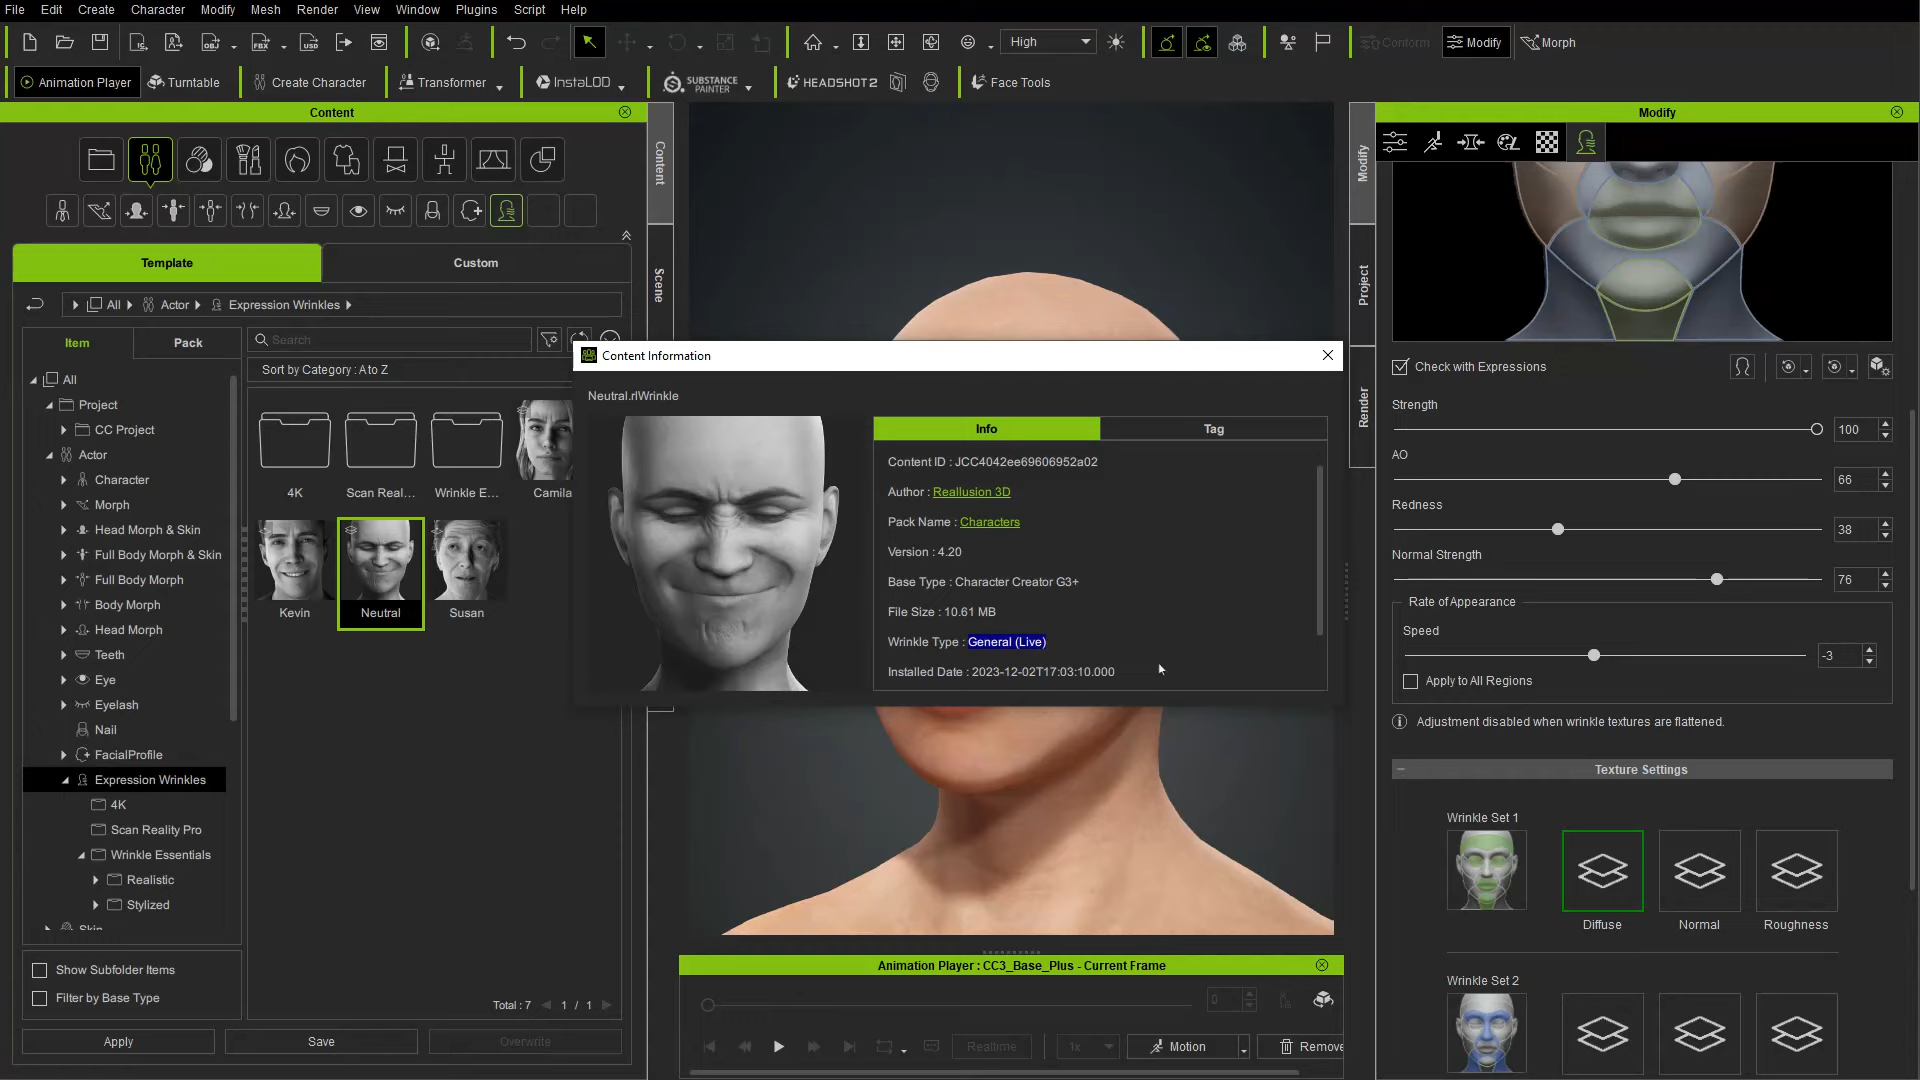 File Edit Create Character Modify Mesh Render View Window Plugins Script Help
High
Conform Modify Morph
Animation Player Turntable Create Character Transformer InstaLOD SUBSTANCE PAINTER HEADSHOT 2 Face Tools
Content
Template Custom
All Actor Expression Wrinkles
Item Pack
Search
Sort by Category : A to Z
All
Project
CC Project
Actor
Character
Morph
Head Morph & Skin
Full Body Morph & Skin
Full Body Morph
Body Morph
Head Morph
Teeth
Eye
Eyelash
Nail
FacialProfile
Expression Wrinkles
4K
Scan Reality Pro
Wrinkle Essentials
Realistic
Stylized
Skin
4K Scan Real... Wrinkle E... Camila
Kevin Neutral Susan
Show Subfolder Items
Filter by Base Type
Total : 7 1 / 1
Apply Save Overwrite
Content
Scene
Content Information
Neutral.rlWrinkle
Info Tag
Content ID : JCC4042ee69606952a02
Author : Reallusion 3D
Pack Name : Characters
Version : 4.20
Base Type : Character Creator G3+
File Size : 10.61 MB
Wrinkle Type : General (Live)
Installed Date : 2023-12-02T17:03:10.000
Animation Player : CC3_Base_Plus - Current Frame
0
Realtime 1x Motion Remove
Modify
Project
Render
Modify
Check with Expressions
Strength
100
AO
66
Redness
38
Normal Strength
76
Rate of Appearance
Speed
-3
Apply to All Regions
Adjustment disabled when wrinkle textures are flattened.
Texture Settings
Wrinkle Set 1
Diffuse Normal Roughness
Wrinkle Set 2